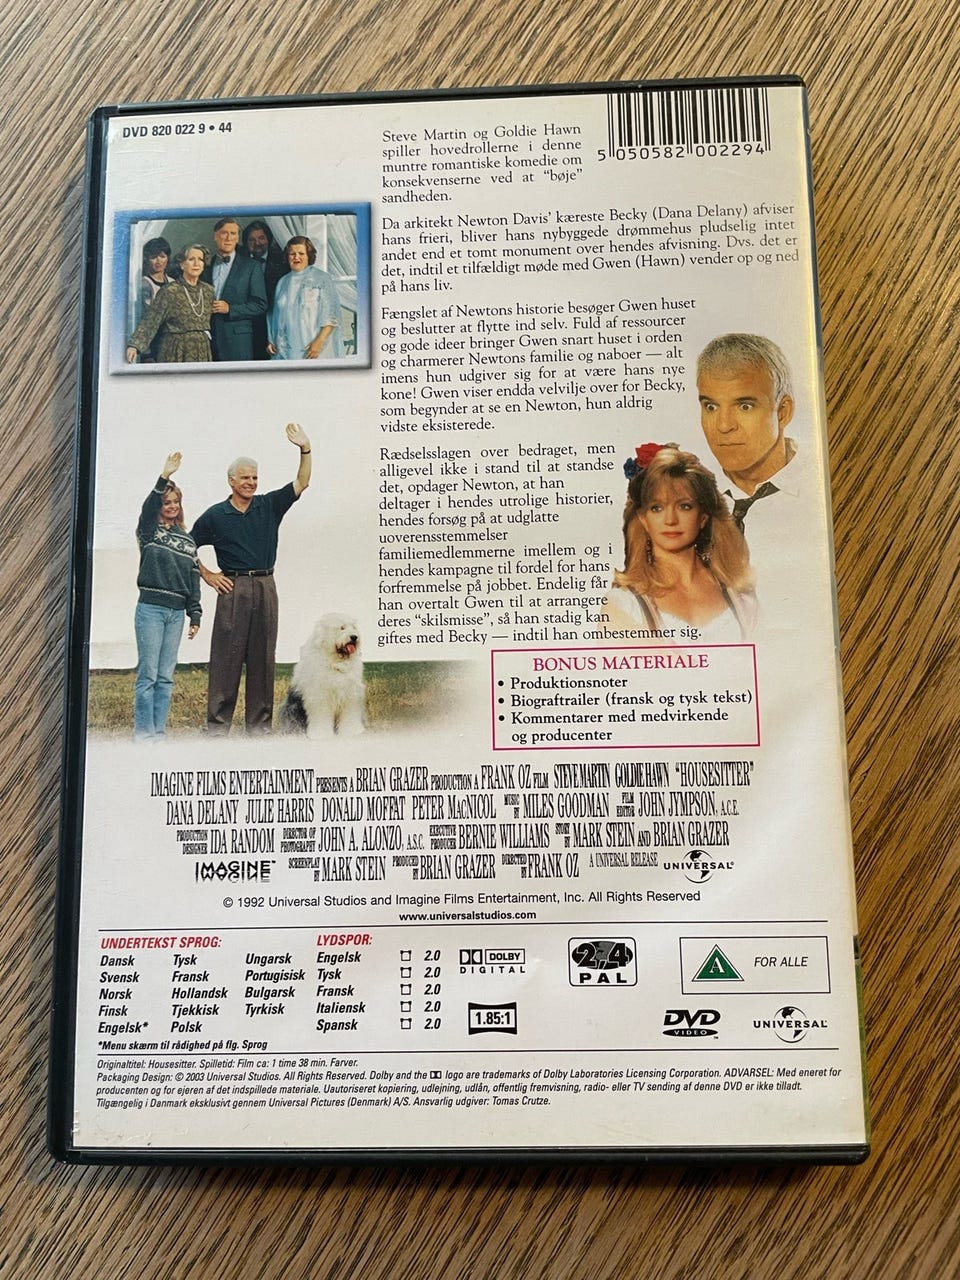 DVD 820 022 9 • 44
5 050582 002294
Steve Martin og Goldie Hawn
spiller hovedrollerne i denne
muntre romantiske komedie om
konsekvenserne ved at “bøje”
sandheden.
Da arkitekt Newton Davis’ kæreste Becky (Dana Delany) afviser
hans frieri, bliver hans nybyggede drømmehus pludselig intet
andet end et tomt monument over hendes afvisning. Dvs. det er
det, indtil et tilfældigt møde med Gwen (Hawn) vender op og ned
på hans liv.
Fængslet af Newtons historie besøger Gwen huset
og beslutter at flytte ind selv. Fuld af ressourcer
og gode ideer bringer Gwen snart huset i orden
og charmerer Newtons familie og naboer — alt
imens hun udgiver sig for at være hans nye
kone! Gwen viser endda velvilje over for Becky,
som begynder at se en Newton, hun aldrig
vidste eksisterede.
Rædselsslagen over bedraget, men
alligevel ikke i stand til at standse
det, opdager Newton, at han
deltager i hendes utrolige historier,
hendes forsøg på at udglatte
uoverensstemmelser
familiemedlemmerne imellem og i
hendes kampagne til fordel for hans
forfremmelse på jobbet. Endelig får
han overtalt Gwen til at arrangere
deres “skilsmisse”, så han stadig kan
giftes med Becky — indtil han ombestemmer sig.
BONUS MATERIALE
• Produktionsnoter
• Biograftrailer (fransk og tysk tekst)
• Kommentarer med medvirkende
og producenter
IMAGINE FILMS ENTERTAINMENT PRESENTS A BRIAN GRAZER PRODUCTION A FRANK OZ FILM STEVE MARTIN GOLDIE HAWN “HOUSESITTER”
DANA DELANY JULIE HARRIS DONALD MOFFAT PETER MacNICOL MUSIC BY MILES GOODMAN FILM EDITOR JOHN JYMPSON, A.C.E.
PRODUCTION DESIGNER IDA RANDOM DIRECTOR OF PHOTOGRAPHY JOHN A. ALONZO, A.S.C. EXECUTIVE PRODUCER BERNIE WILLIAMS STORY BY MARK STEIN AND BRIAN GRAZER
IMAGINE SCREENPLAY BY MARK STEIN PRODUCED BY BRIAN GRAZER DIRECTED BY FRANK OZ A UNIVERSAL RELEASE UNIVERSAL®
© 1992 Universal Studios and Imagine Films Entertainment, Inc. All Rights Reserved
www.universalstudios.com
UNDERTEKST SPROG:
Dansk Tysk Ungarsk
Svensk Fransk Portugisisk
Norsk Hollandsk Bulgarsk
Finsk Tjekkisk Tyrkisk
Engelsk* Polsk
*Menu skærm til rådighed på flg. Sprog
LYDSPOR:
Engelsk 2.0
Tysk 2.0
Fransk 2.0
Italiensk 2.0
Spansk 2.0
DOLBY
DIGITAL
1.85:1
2 4
PAL
A FOR ALLE
DVD
VIDEO
UNIVERSAL
Originaltitel: Housesitter. Spilletid: Film ca: 1 time 38 min. Farver.
Packaging Design: © 2003 Universal Studios. All Rights Reserved. Dolby and the logo are trademarks of Dolby Laboratories Licensing Corporation. ADVARSEL: Med eneret for
producenten og for ejeren af det indspillede materiale. Uautoriseret kopiering, udlejning, udlån, offentlig fremvisning, radio- eller TV sending af denne DVD er ikke tilladt.
Tilgængelig i Danmark eksklusivt gennem Universal Pictures (Denmark) A/S. Ansvarlig udgiver: Tomas Crutze.